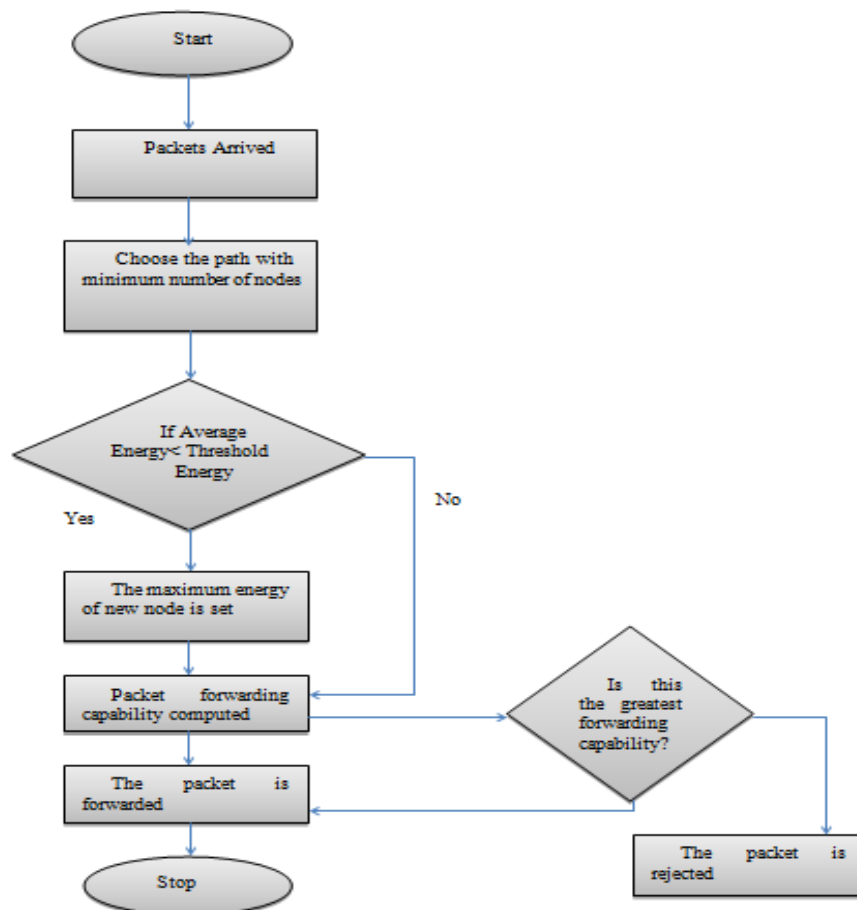 Start
Packets Arrived
Choose the path with
minimum number of nodes
If Average
Energy< Threshold
Energy
No
Yes
The maximum energy
of new node is set
Packet forwarding
capability computed
Is this
the greatest
forwarding
capability?
The packet is
forwarded
The packet is
rejected
Stop